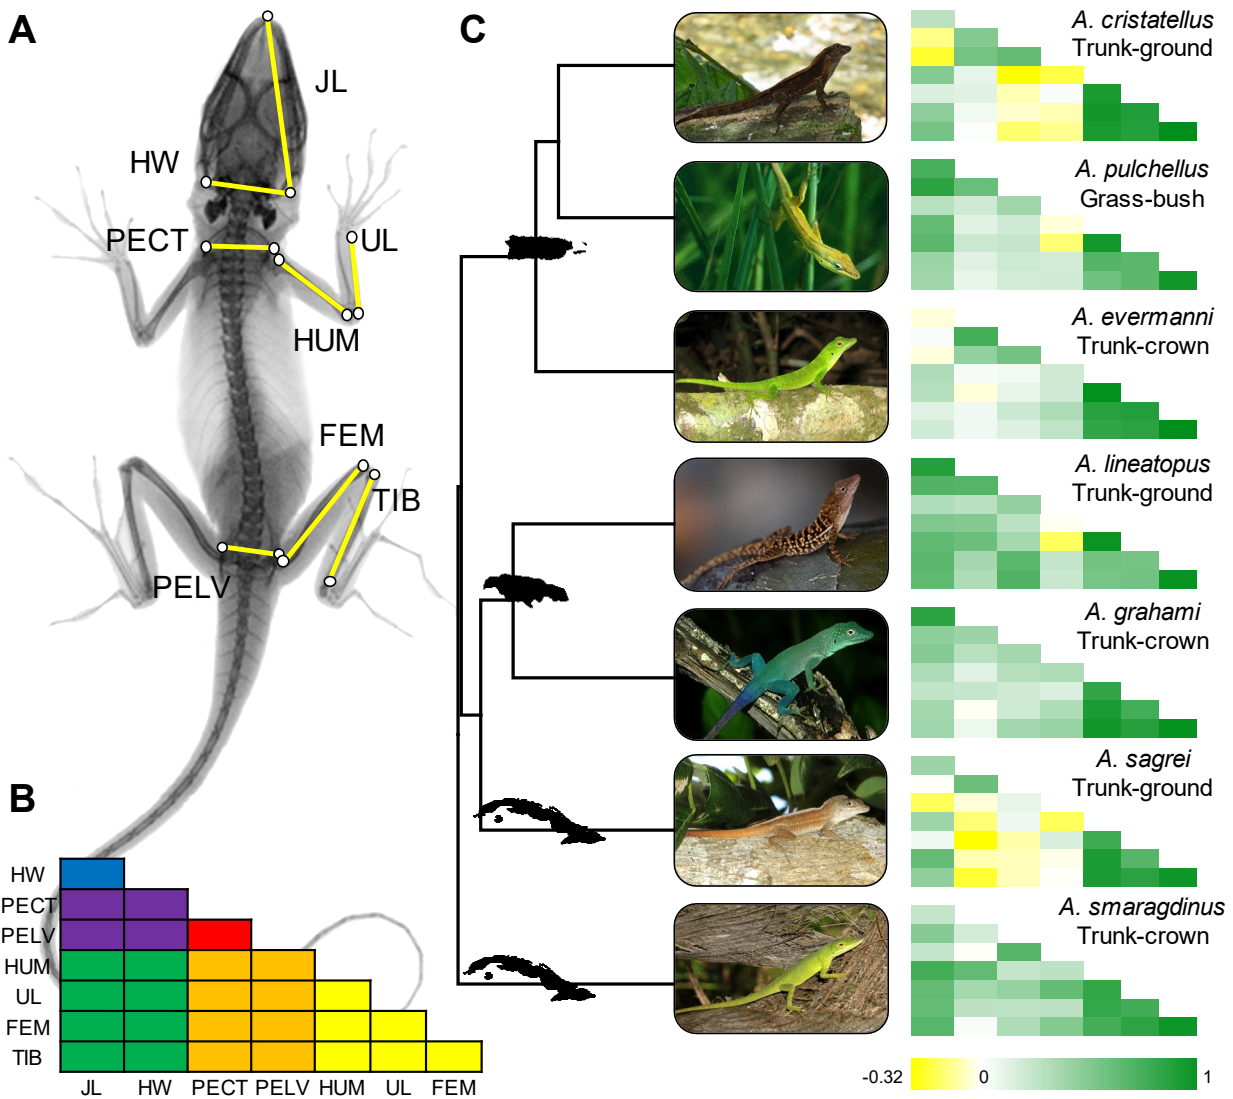 A
JL
HW
PECT
UL
HUM
FEM
TIB
PELV
B
HW
PECT
PELV
HUM
UL
FEM
TIB
JL HW PECT PELV HUM UL FEM
C
A. cristatellus
Trunk-ground
A. pulchellus
Grass-bush
A. evermanni
Trunk-crown
A. lineatopus
Trunk-ground
A. grahami
Trunk-crown
A. sagrei
Trunk-ground
A. smaragdinus
Trunk-crown
-0.32 0 1